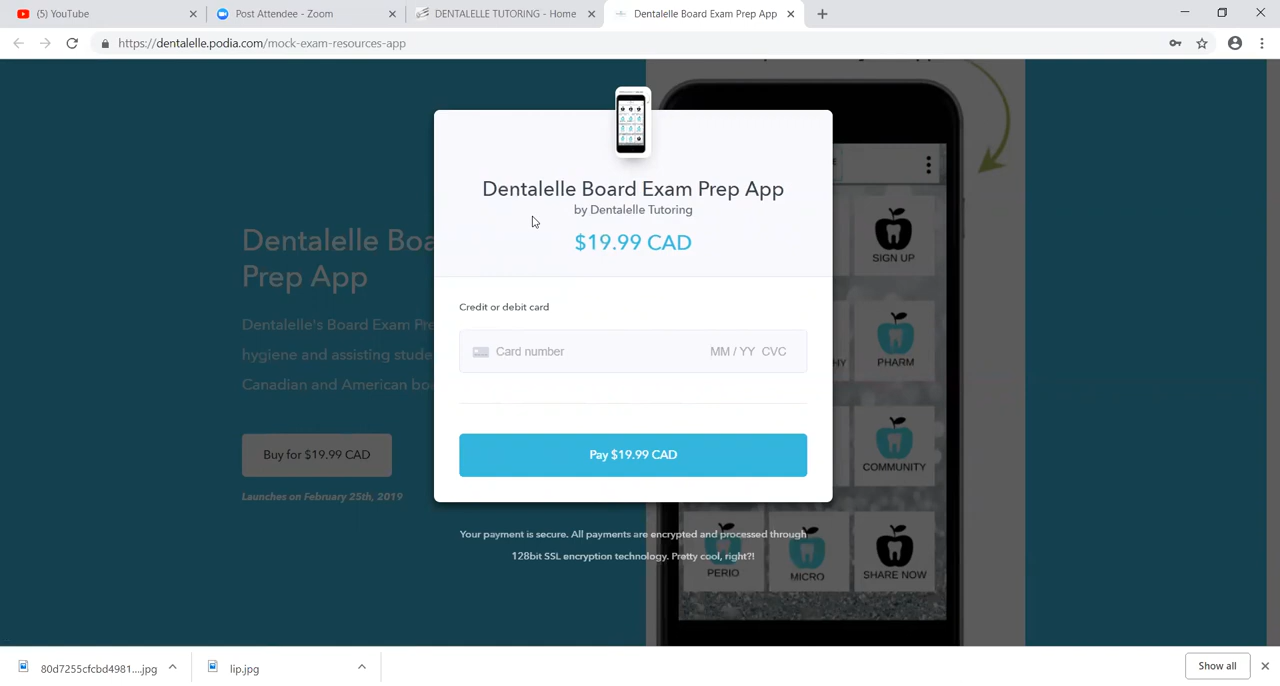 (5) YouTube
Post Attendee - Zoom
DENTALELLE TUTORING - Home
Dentalelle Board Exam Prep App
https://dentalelle.podia.com/mock-exam-resources-app
Dentalelle Board Exam Prep App
by Dentalelle Tutoring
$19.99 CAD
Credit or debit card
Card number MM / YY CVC
Pay $19.99 CAD
Your payment is secure. All payments are encrypted and processed through
128bit SSL encryption technology. Pretty cool, right?!
Dentalelle Boa
Prep App
Dentalelle's Board Exam Pre
hygiene and assisting stude
Canadian and American bo
Buy for $19.99 CAD
Launches on February 25th, 2019
SIGN UP
PHARM
COMMUNITY
PERIO
MICRO
SHARE NOW
80d7255cfcbd4981....jpg
lip.jpg
Show all